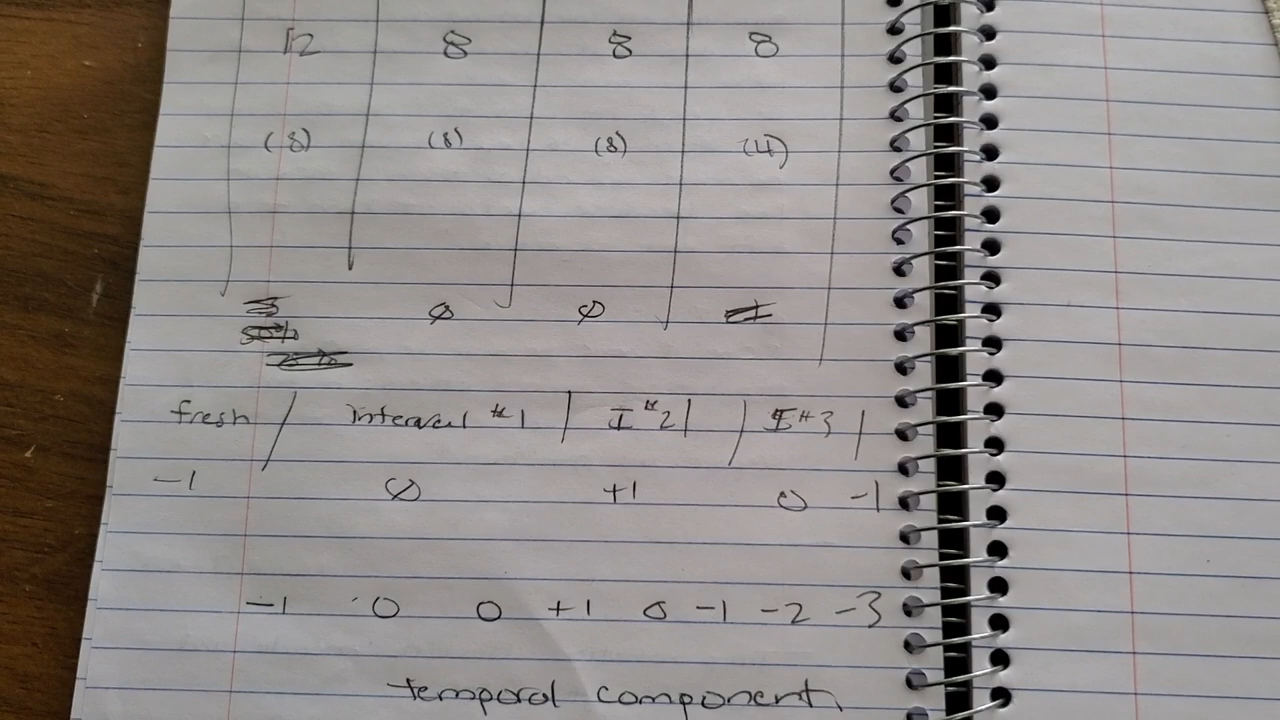 12 8 8 8
(8) (8) (8) (4)
∅ ∅
fresh / interval #1 | I #2 | | I#3 |
-1 ∅ +1 0 -1
-1 0 0 +1 0 -1 -2 -3
temporal component